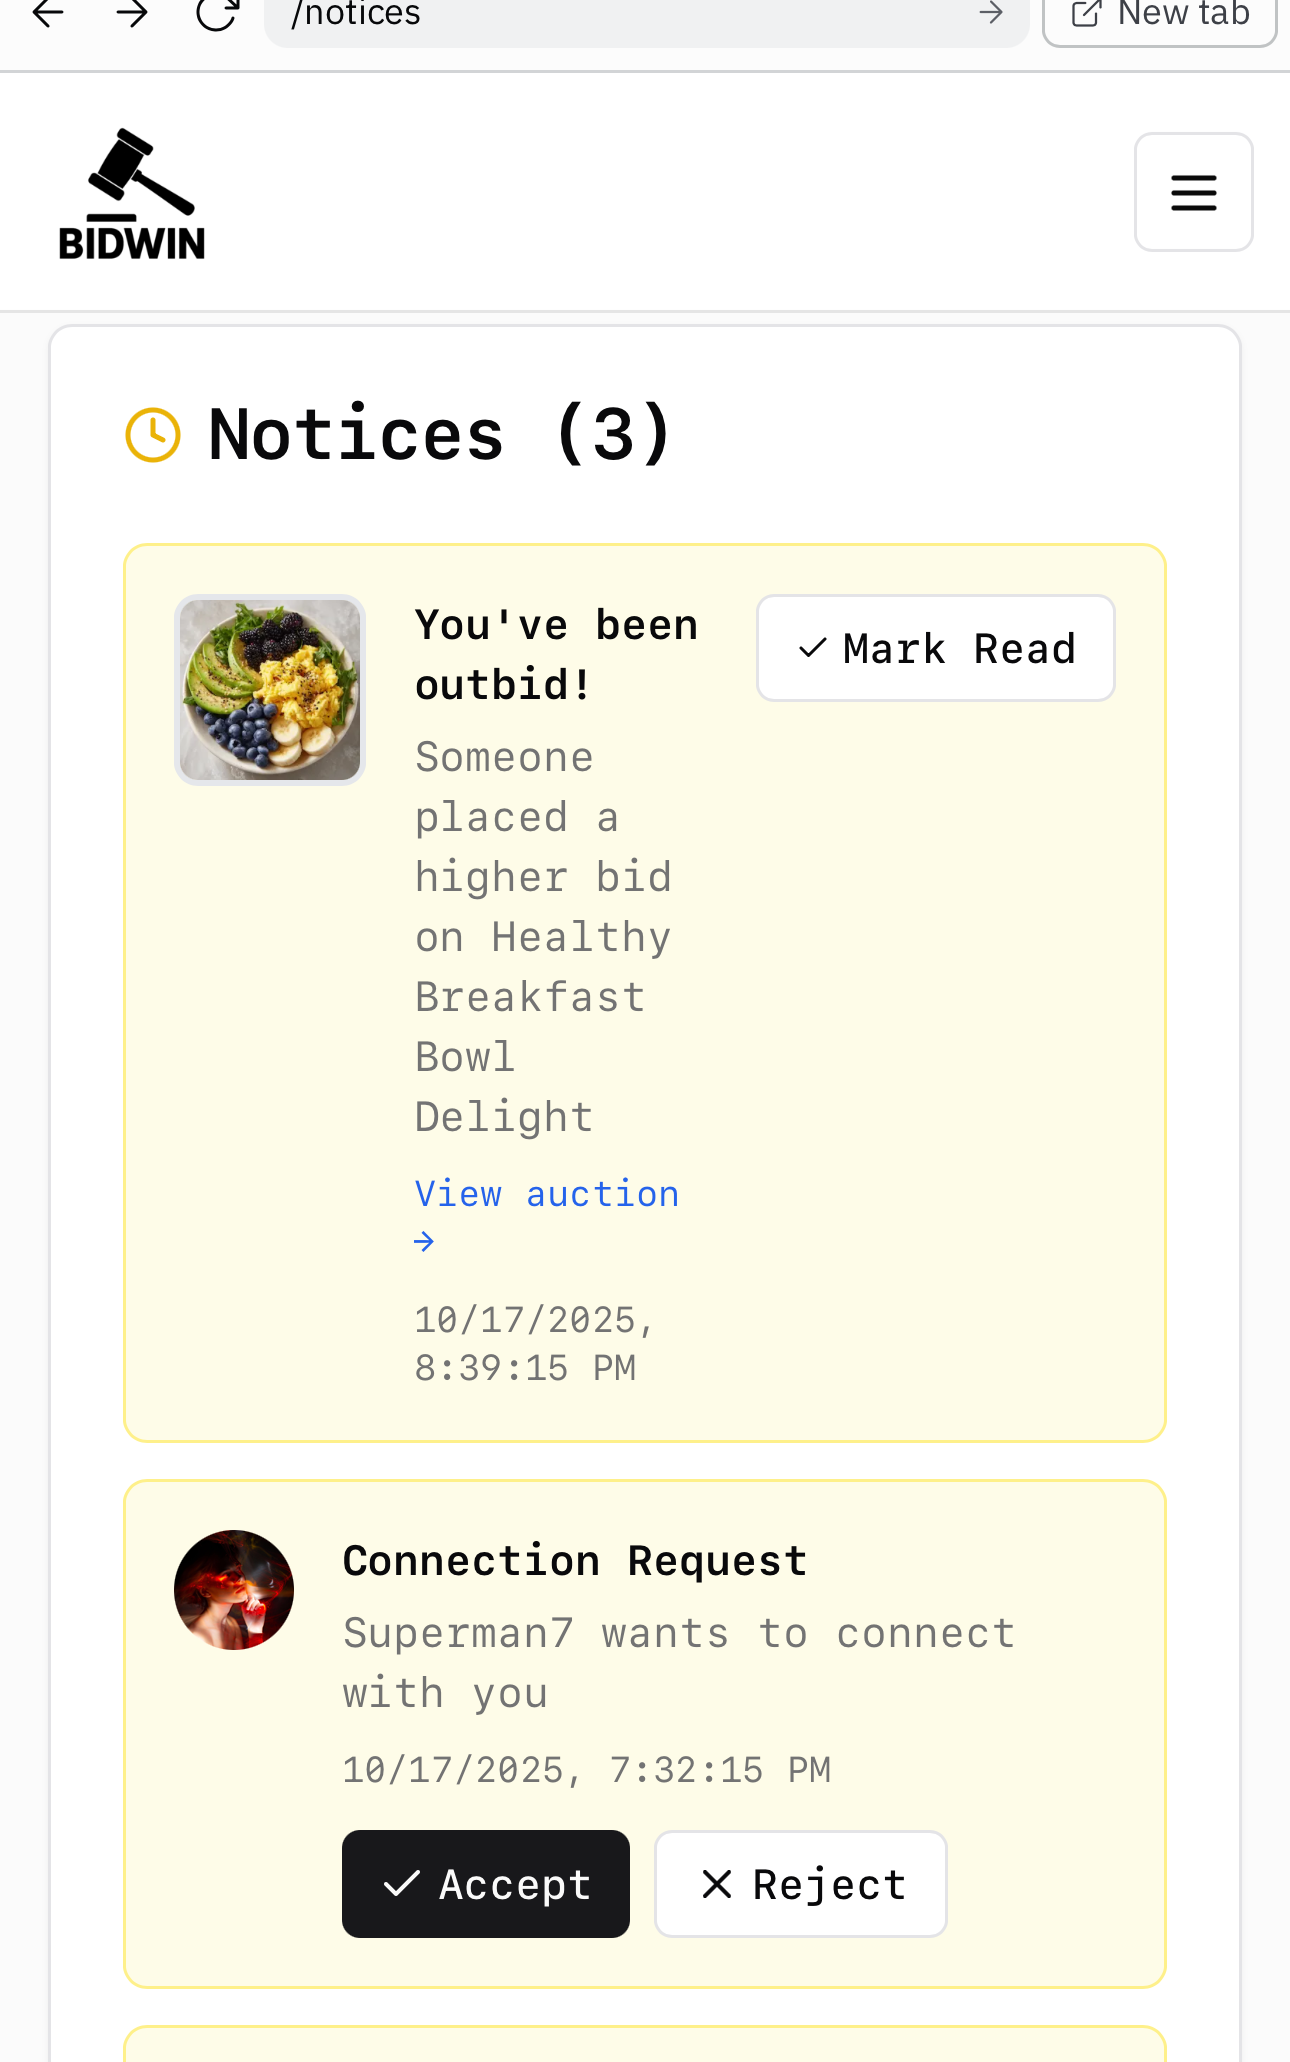 /notices
New tab
BIDWIN
Notices (3)
You've been
outbid!
Mark Read
Someone
placed a
higher bid
on Healthy
Breakfast
Bowl
Delight
View auction
→
10/17/2025,
8:39:15 PM
Connection Request
Superman7 wants to connect
with you
10/17/2025, 7:32:15 PM
Accept
Reject